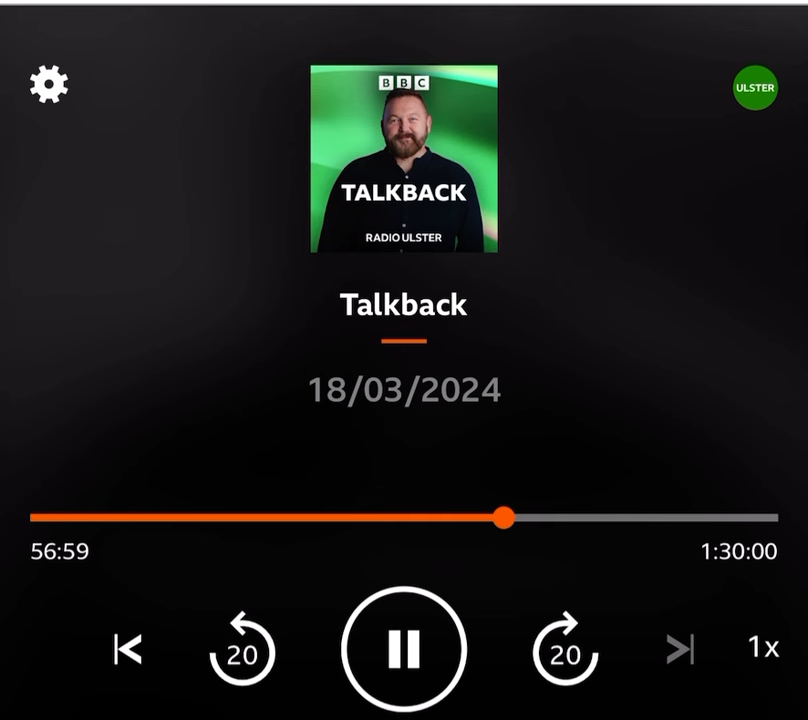 BBC
ULSTER
TALKBACK
RADIO ULSTER
Talkback
18/03/2024
56:59
1:30:00
20
20
1x